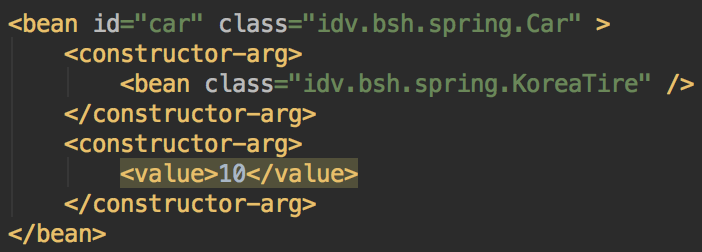 <bean id="car" class="idv.bsh.spring.Car" >
<constructor-arg>
<bean class="idv.bsh.spring.KoreaTire" />
</constructor-arg>
<constructor-arg>
<value>10</value>
</constructor-arg>
</bean>